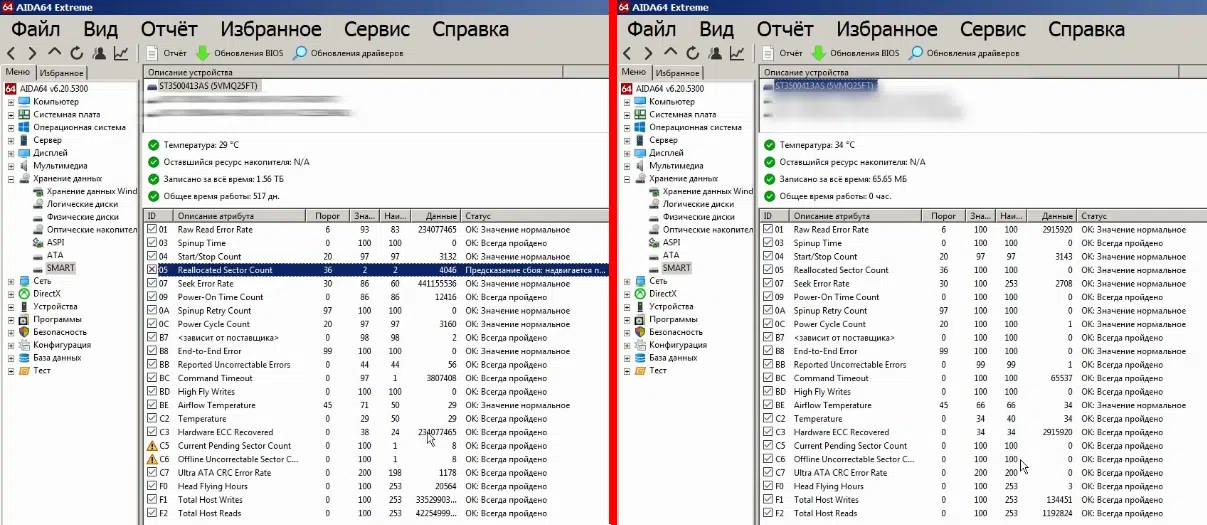 AIDA64 Extreme
Файл Вид Отчёт Избранное Сервис Справка
Отчёт Обновления BIOS Обновления драйверов
Меню Избранное
AIDA64 v6.20.5300
Компьютер
Системная плата
Операционная система
Сервер
Дисплей
Мультимедиа
Хранение данных
Хранение данных Wind
Логические диски
Физические диски
Оптические накопител
ASPI
ATA
SMART
Сеть
DirectX
Устройства
Программы
Безопасность
Конфигурация
База данных
Тест
Описание устройства
ST3500413AS (5VMQ25FT)
Температура: 29 °C
Оставшийся ресурс накопителя: N/A
Записано за всё время: 1.56 ТБ
Общее время работы: 517 дн.
ID Описание атрибута Порог Зна... Наи... Данные Статус
01 Raw Read Error Rate 6 93 83 234077465 OK: Значение нормальное
03 Spinup Time 0 100 100 0 OK: Всегда пройдено
04 Start/Stop Count 20 97 97 3132 OK: Значение нормальное
05 Reallocated Sector Count 36 2 2 4046 Предсказание сбоя: надвигается п...
07 Seek Error Rate 30 86 60 441155536 OK: Значение нормальное
09 Power-On Time Count 0 86 86 12416 OK: Всегда пройдено
0A Spinup Retry Count 97 100 100 0 OK: Значение нормальное
0C Power Cycle Count 20 97 97 3160 OK: Значение нормальное
B7 <зависит от поставщика> 0 98 98 2 OK: Всегда пройдено
B8 End-to-End Error 99 100 100 0 OK: Значение нормальное
BB Reported Uncorrectable Errors 0 44 44 56 OK: Всегда пройдено
BC Command Timeout 0 97 1 3807408 OK: Всегда пройдено
BD High Fly Writes 0 100 100 0 OK: Всегда пройдено
BE Airflow Temperature 45 71 50 29 OK: Значение нормальное
C2 Temperature 0 29 50 29 OK: Всегда пройдено
C3 Hardware ECC Recovered 0 38 24 234077465 OK: Всегда пройдено
C5 Current Pending Sector Count 0 100 1 8 OK: Всегда пройдено
C6 Offline Uncorrectable Sector C... 0 100 1 8 OK: Всегда пройдено
C7 Ultra ATA CRC Error Rate 0 200 198 1178 OK: Всегда пройдено
F0 Head Flying Hours 0 100 253 20564 OK: Всегда пройдено
F1 Total Host Writes 0 100 253 33529903... OK: Всегда пройдено
F2 Total Host Reads 0 100 253 42254999... OK: Всегда пройдено
AIDA64 Extreme
Файл Вид Отчёт Избранное Сервис Справка
Отчёт Обновления BIOS Обновления драйверов
Меню Избранное
AIDA64 v6.20.5300
Компьютер
Системная плата
Операционная система
Сервер
Дисплей
Мультимедиа
Хранение данных
Хранение данных Wind
Логические диски
Физические диски
Оптические накопител
ASPI
ATA
SMART
Сеть
DirectX
Устройства
Программы
Безопасность
Конфигурация
База данных
Тест
Описание устройства
ST3500413AS (5VMQ25FT)
Температура: 34 °C
Оставшийся ресурс накопителя: N/A
Записано за всё время: 65.65 МБ
Общее время работы: 0 час.
ID Описание атрибута Порог Зна... Наи... Данные Статус
01 Raw Read Error Rate 6 100 100 2915920 OK: Значение нормальное
03 Spinup Time 0 100 100 0 OK: Всегда пройдено
04 Start/Stop Count 20 97 97 3143 OK: Значение нормальное
05 Reallocated Sector Count 36 100 100 0 OK: Значение нормальное
07 Seek Error Rate 30 100 253 2708 OK: Значение нормальное
09 Power-On Time Count 0 100 100 0 OK: Всегда пройдено
0A Spinup Retry Count 97 100 100 0 OK: Значение нормальное
0C Power Cycle Count 20 100 100 1 OK: Значение нормальное
B7 <зависит от поставщика> 0 100 100 0 OK: Всегда пройдено
B8 End-to-End Error 99 100 100 0 OK: Значение нормальное
BB Reported Uncorrectable Errors 0 99 99 1 OK: Всегда пройдено
BC Command Timeout 0 100 100 65537 OK: Всегда пройдено
BD High Fly Writes 0 100 100 0 OK: Всегда пройдено
BE Airflow Temperature 45 66 66 34 OK: Значение нормальное
C2 Temperature 0 34 40 34 OK: Всегда пройдено
C3 Hardware ECC Recovered 0 34 34 2915920 OK: Всегда пройдено
C5 Current Pending Sector Count 0 100 100 0 OK: Всегда пройдено
C6 Offline Uncorrectable Sector C... 0 100 100 0 OK: Всегда пройдено
C7 Ultra ATA CRC Error Rate 0 200 200 0 OK: Всегда пройдено
F0 Head Flying Hours 0 100 253 3 OK: Всегда пройдено
F1 Total Host Writes 0 100 253 134451 OK: Всегда пройдено
F2 Total Host Reads 0 100 253 1192824 OK: Всегда пройдено